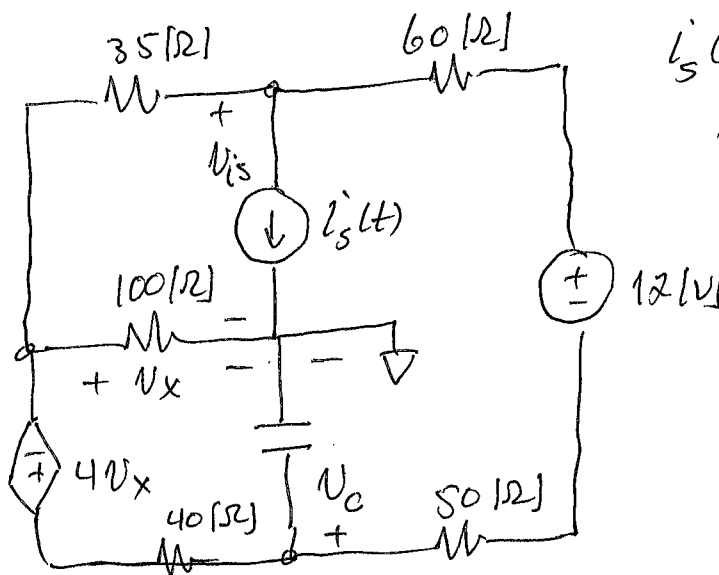 35[Ω]
60[Ω]
i_s(
+
v_is
i_s(t)
100[Ω]
−
+ v_x − −
+
−
12[V]
−
+
4v_x
v_c
40[Ω]
+
50[Ω]